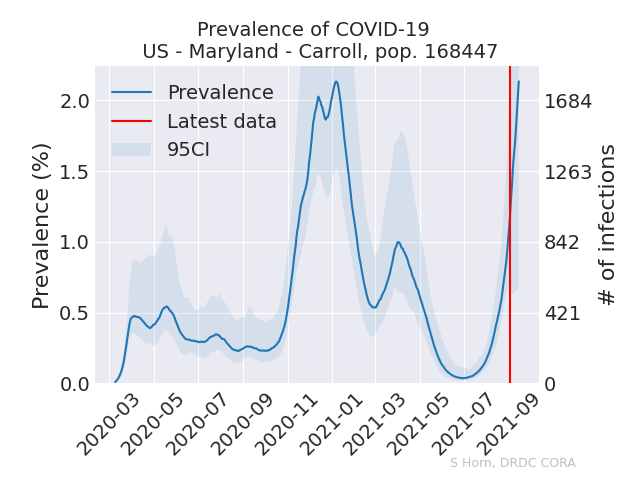 Prevalence of COVID-19
US - Maryland - Carroll, pop. 168447
Prevalence
Latest data
95CI
Prevalence (%)
2.0
1.5
1.0
0.5
0.0
1684
1263
842
421
0
# of infections
2020-03
2020-05
2020-07
2020-09
2020-11
2021-01
2021-03
2021-05
2021-07
2021-09
S Horn, DRDC CORA